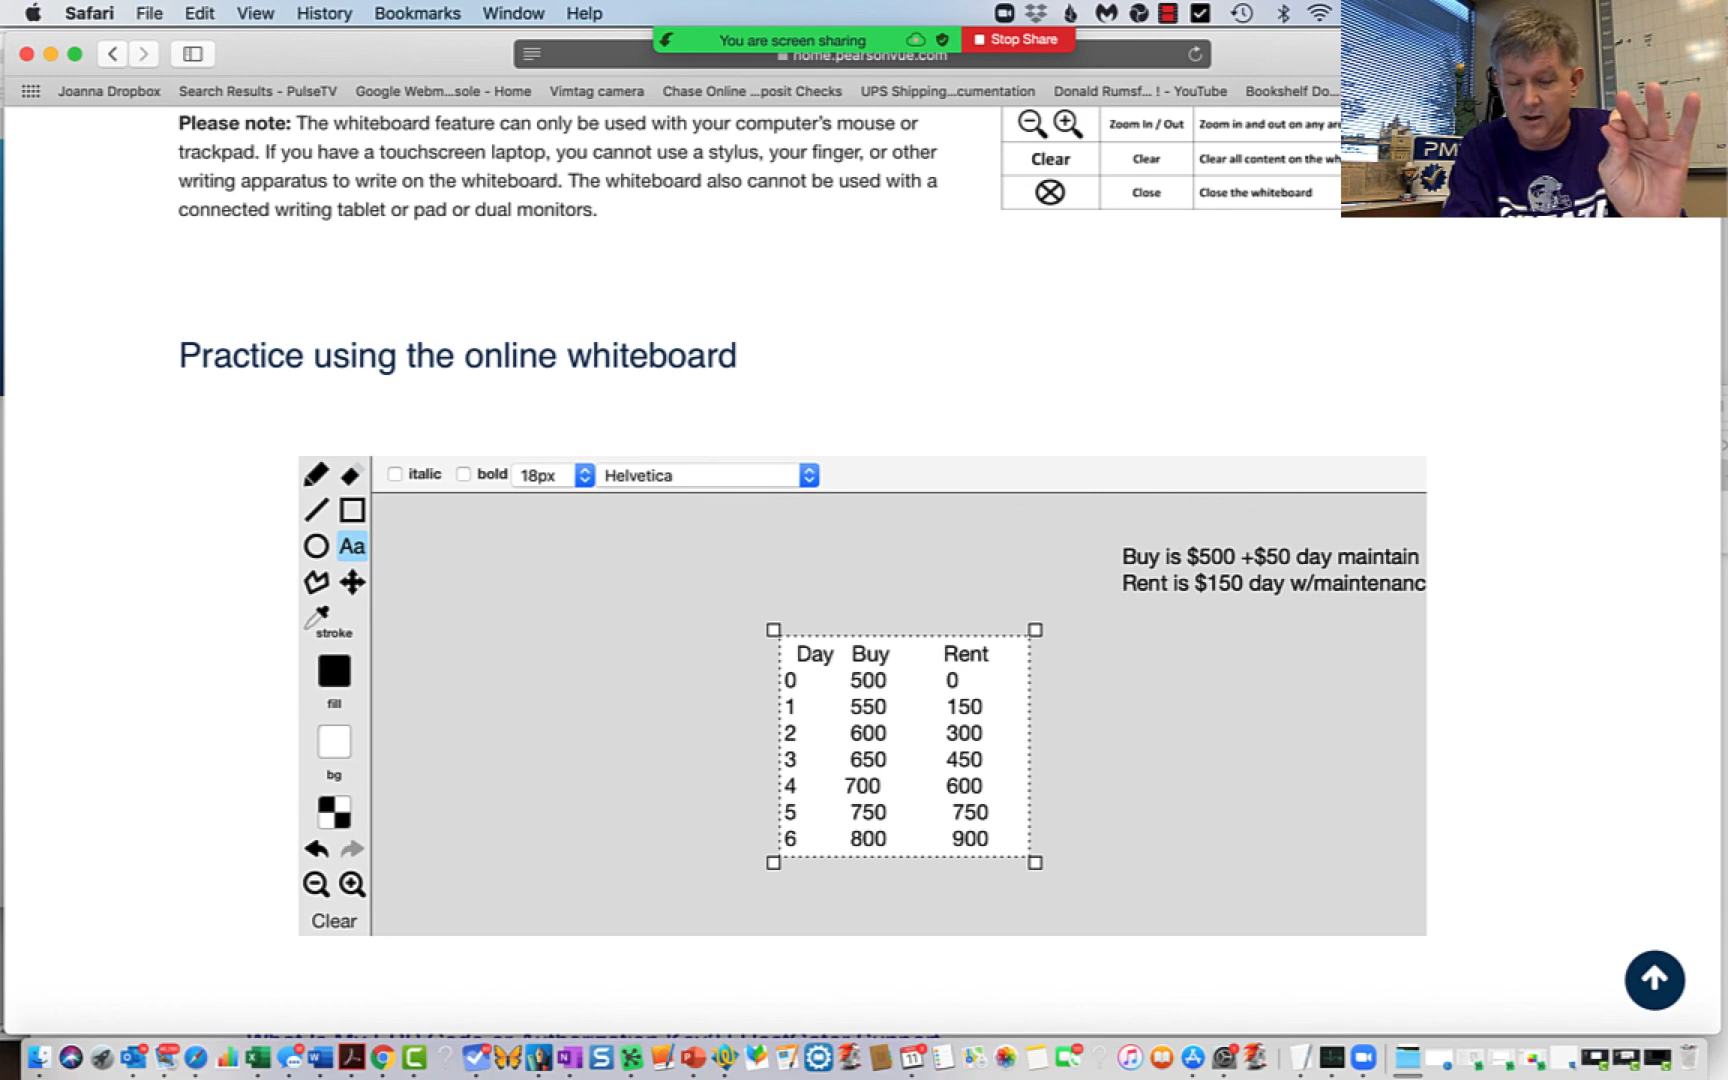 Safari File Edit View History Bookmarks Window Help
You are screen sharing
Stop Share
home.pearsonvue.com
Joanna Dropbox Search Results - PulseTV Google Webm...sole - Home Vimtag camera Chase Online ...posit Checks UPS Shipping...cumentation Donald Rumsf... ! - YouTube Bookshelf Do...
Please note: The whiteboard feature can only be used with your computer's mouse or
trackpad. If you have a touchscreen laptop, you cannot use a stylus, your finger, or other
writing apparatus to write on the whiteboard. The whiteboard also cannot be used with a
connected writing tablet or pad or dual monitors.
Zoom In / Out Zoom in and out on any
Clear Clear Clear all content on the
Close Close the whiteboard
PM
Practice using the online whiteboard
italic bold 18px Helvetica
Aa
stroke
fill
bg
Clear
Buy is $500 +$50 day maintain
Rent is $150 day w/maintenanc
Day Buy Rent
0 500 0
1 550 150
2 600 300
3 650 450
4 700 600
5 750 750
6 800 900